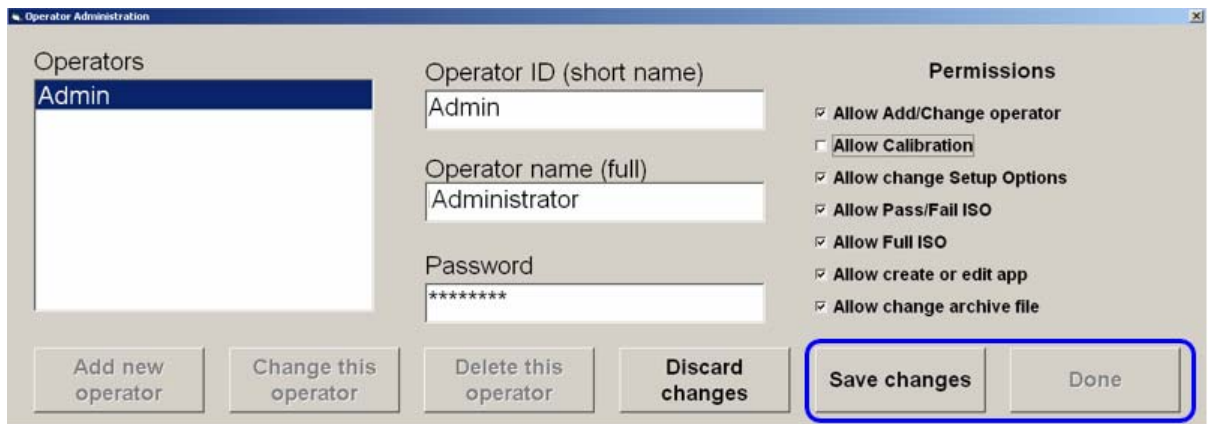 Operator Administration
Operators
Admin
Operator ID (short name)
Admin
Operator name (full)
Administrator
Password
********
Permissions
Allow Add/Change operator
Allow Calibration
Allow change Setup Options
Allow Pass/Fail ISO
Allow Full ISO
Allow create or edit app
Allow change archive file
Add new
operator
Change this
operator
Delete this
operator
Discard
changes
Save changes
Done